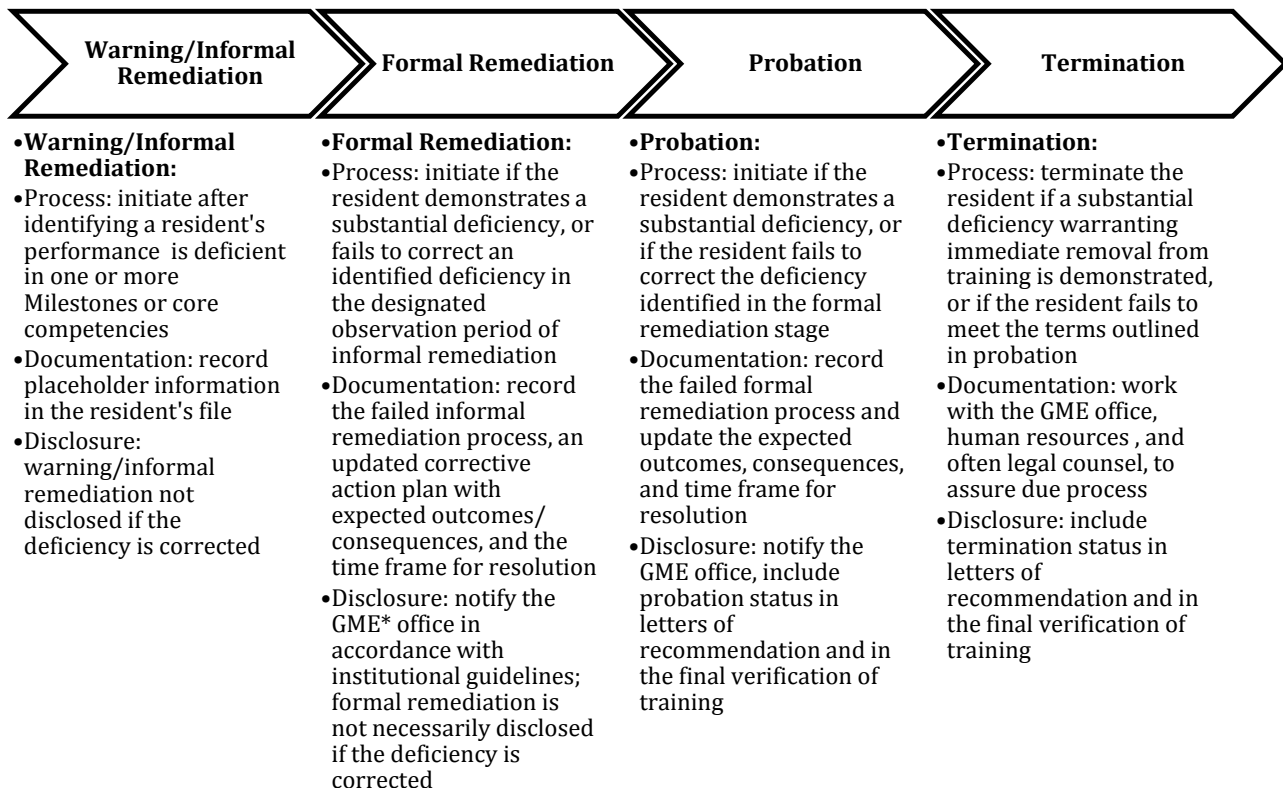 Warning/Informal
Remediation
Formal Remediation
Probation
Termination
•Warning/Informal
Remediation:
•Process: initiate after
identifying a resident's
performance  is deficient
in one or more
Milestones or core
competencies
•Documentation: record
placeholder information
in the resident's file
•Disclosure:
warning/informal
remediation not
disclosed if the
deficiency is corrected
•Formal Remediation:
•Process: initiate if the
resident demonstrates a
substantial deficiency, or
fails to correct an
identified deficiency in
the designated
observation period of
informal remediation
•Documentation: record
the failed informal
remediation process, an
updated corrective
action plan with
expected outcomes/
consequences, and the
time frame for resolution
•Disclosure: notify the
GME* office in
accordance with
institutional guidelines;
formal remediation is
not necessarily disclosed
if the deficiency is
corrected
•Probation:
•Process: initiate if the
resident demonstrates a
substantial deficiency, or
if the resident fails to
correct the deficiency
identified in the formal
remediation stage
•Documentation: record
the failed formal
remediation process and
update the expected
outcomes, consequences,
and time frame for
resolution
•Disclosure: notify the
GME office, include
probation status in
letters of
recommendation and in
the final verification of
training
•Termination:
•Process: terminate the
resident if a substantial
deficiency warranting
immediate removal from
training is demonstrated,
or if the resident fails to
meet the terms outlined
in probation
•Documentation: work
with the GME office,
human resources , and
often legal counsel, to
assure due process
•Disclosure: include
termination status in
letters of
recommendation and in
the final verification of
training